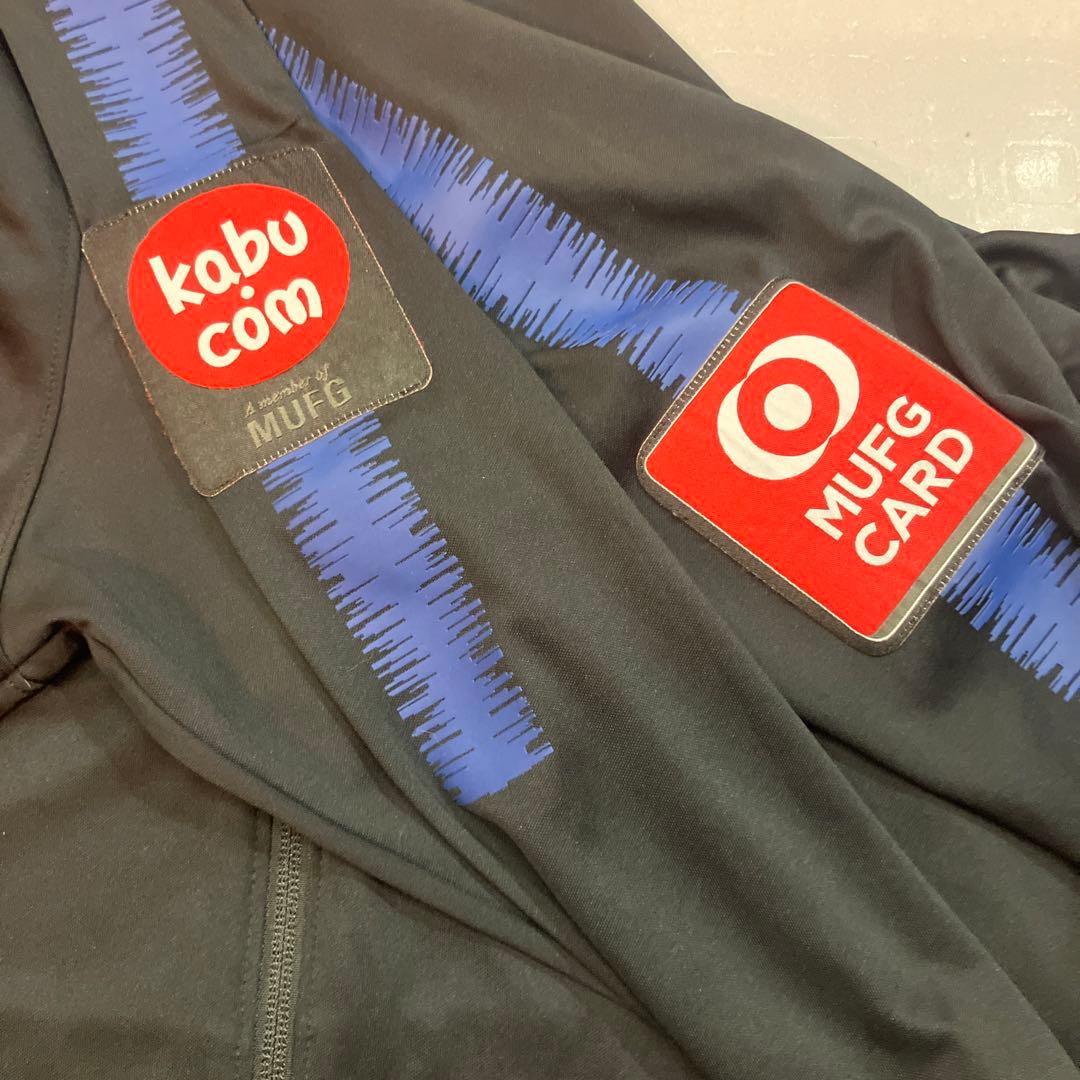 kabu
.com
A member of
MUFG
MUFG
CARD